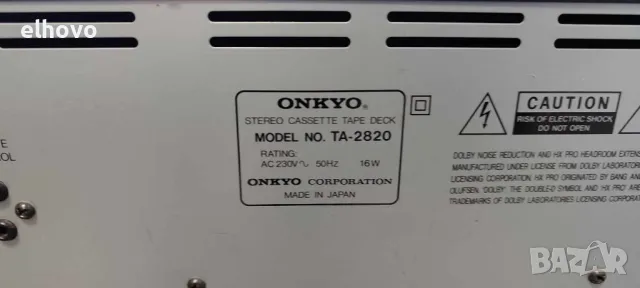 elhovo
ONKYO®
STEREO CASSETTE TAPE DECK
MODEL NO. TA-2820
RATING:
AC 230V~ 50Hz 16W
ONKYO CORPORATION
MADE IN JAPAN
CAUTION
RISK OF ELECTRIC SHOCK
DO NOT OPEN
DOLBY NOISE REDUCTION AND HX PRO HEADROOM EXTENS
MANUFACTURED UNDER LICENSE FROM DOLBY LABORATORI
LICENSING CORPORATION. HX PRO ORIGINATED BY BANG AND
OLUFSEN. 'DOLBY', THE DOUBLE-D SYMBOL AND HX PRO ARE
TRADEMARKS OF DOLBY LABORATORIES LICENSING CORPORATI
E
OL
BAZAR